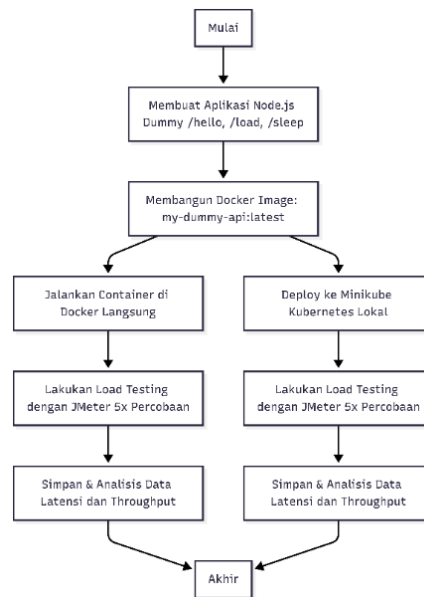 Mulai
Membuat Aplikasi Node.js
Dummy /hello, /load, /sleep
Membangun Docker Image:
my-dummy-api:latest
Jalankan Container di
Docker Langsung
Deploy ke Minikube
Kubernetes Lokal
Lakukan Load Testing
dengan JMeter 5x Percobaan
Lakukan Load Testing
dengan JMeter 5x Percobaan
Simpan & Analisis Data
Latensi dan Throughput
Simpan & Analisis Data
Latensi dan Throughput
Akhir